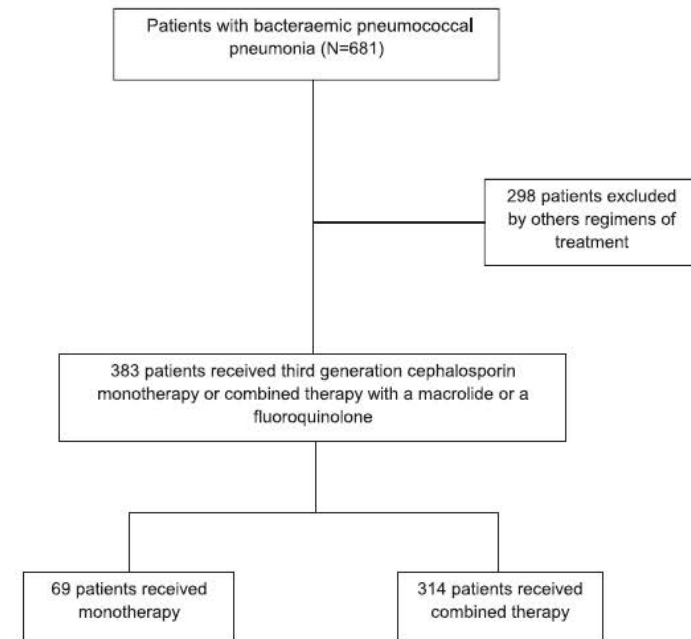 Patients with bacteraemic pneumococcal
pneumonia (N=681)
298 patients excluded
by others regimens of
treatment
383 patients received third generation cephalosporin
monotherapy or combined therapy with a macrolide or a
fluoroquinolone
69 patients received
monotherapy
314 patients received
combined therapy